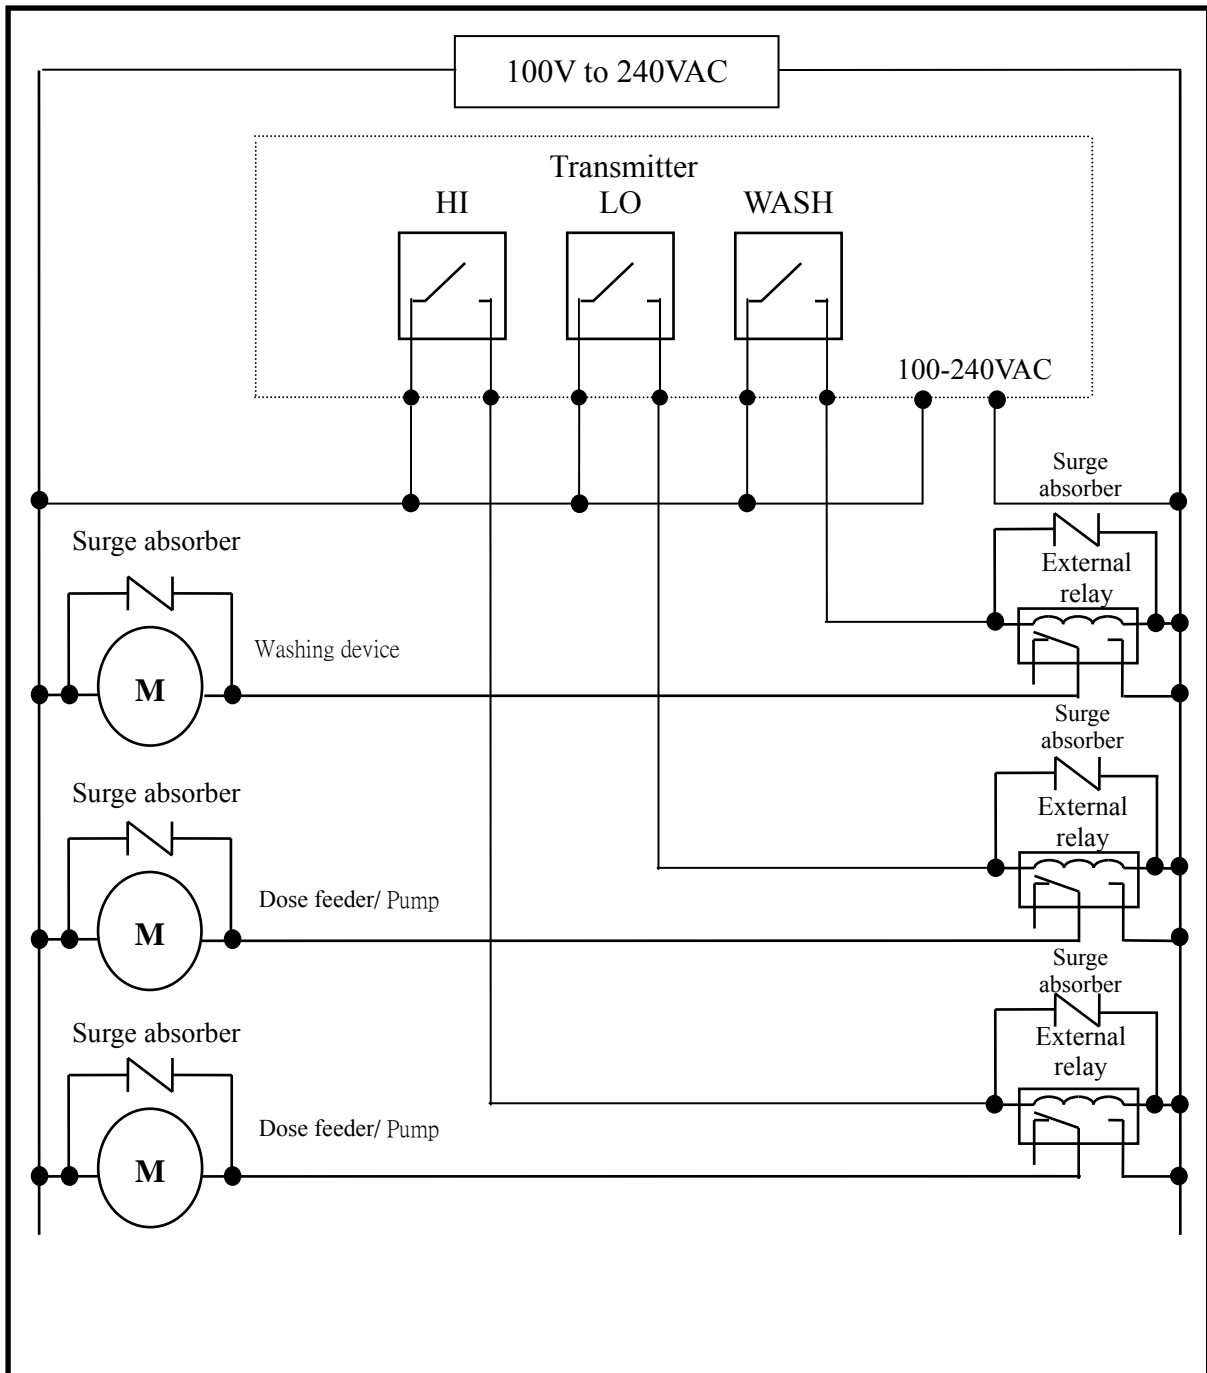 100V to 240VAC
Transmitter
HI
LO
WASH
100-240VAC
Surge
absorber
External
relay
Surge absorber
M
Washing device
Surge
absorber
External
relay
Surge absorber
M
Dose feeder/ Pump
Surge
absorber
External
relay
Surge absorber
M
Dose feeder/ Pump